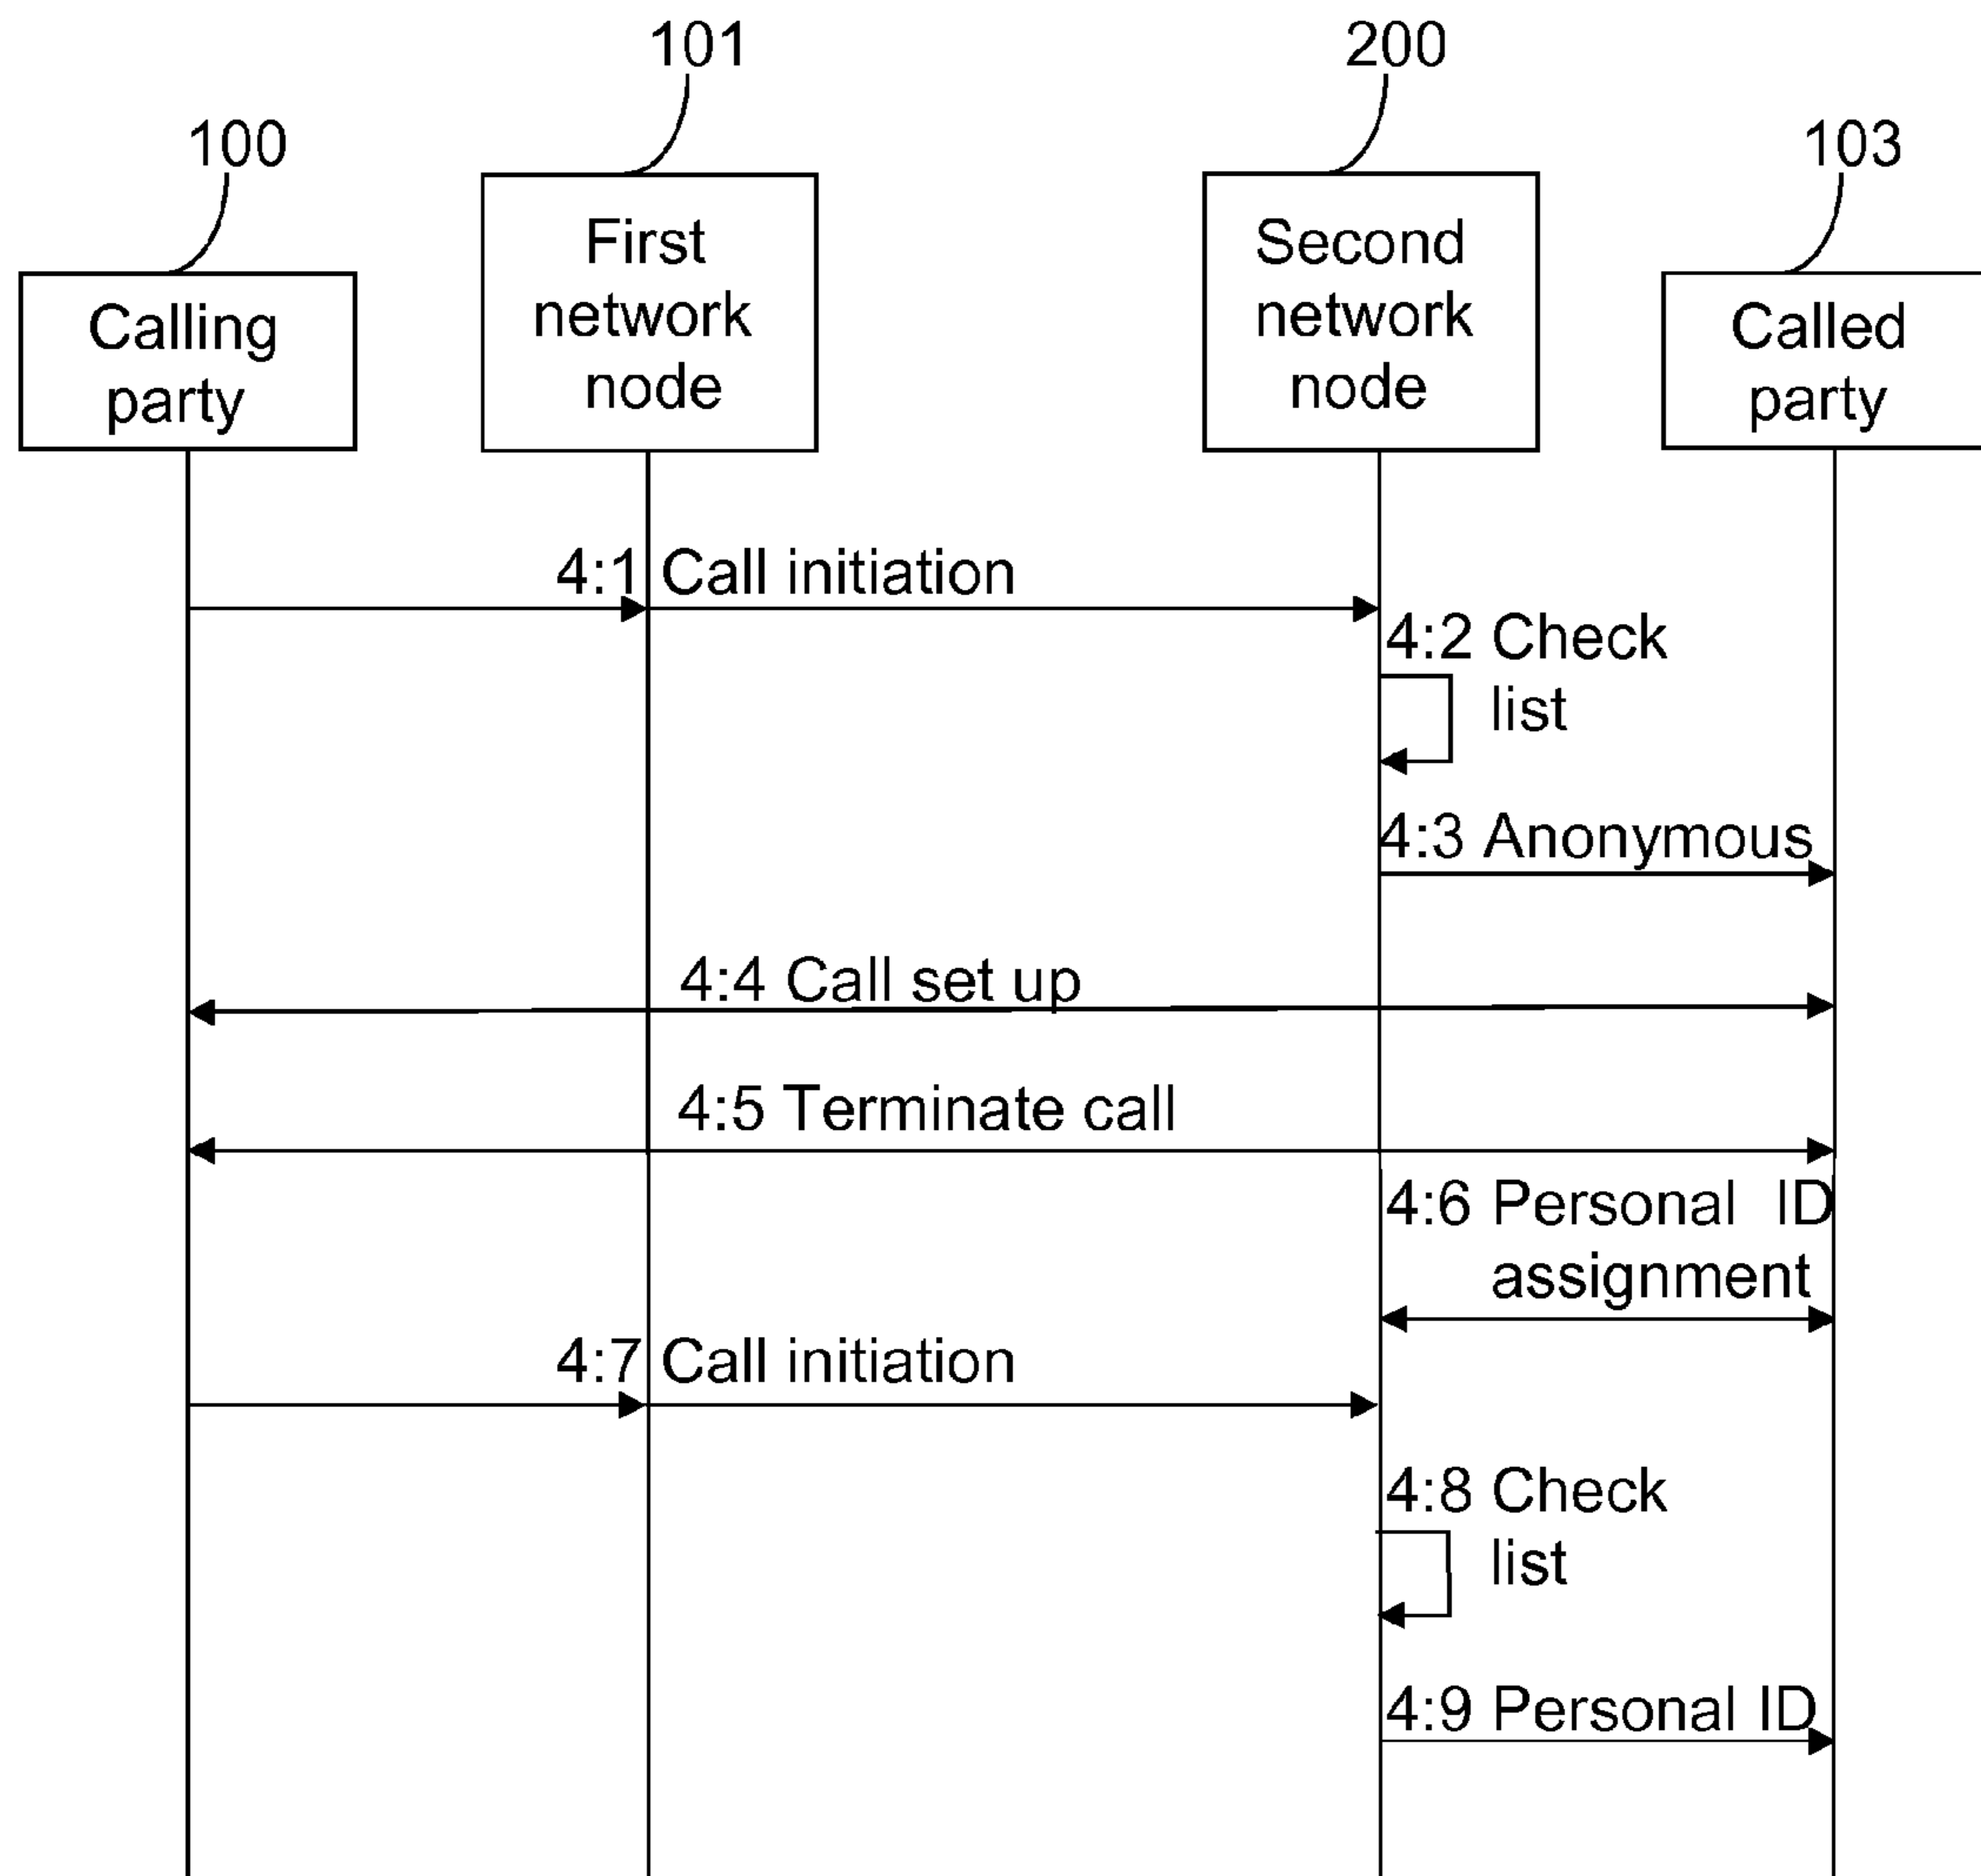 101
200
100
103
First
network
node
Second
network
node
Calling
party
Called
party
4:1 Call initiation
4:2 Check
list
4:3 Anonymous
4:4 Call set up
4:5 Terminate call
4:6 Personal ID
assignment
4:7 Call initiation
4:8 Check
list
4:9 Personal ID